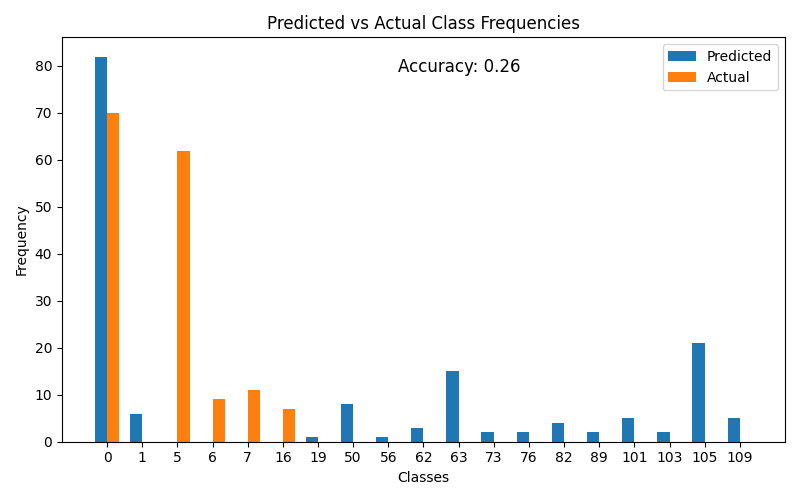 Predicted vs Actual Class Frequencies
Accuracy: 0.26
Predicted
Actual
Frequency
80
70
60
50
40
30
20
10
0
0 1 5 6 7 16 19 50 56 62 63 73 76 82 89 101 103 105 109
Classes